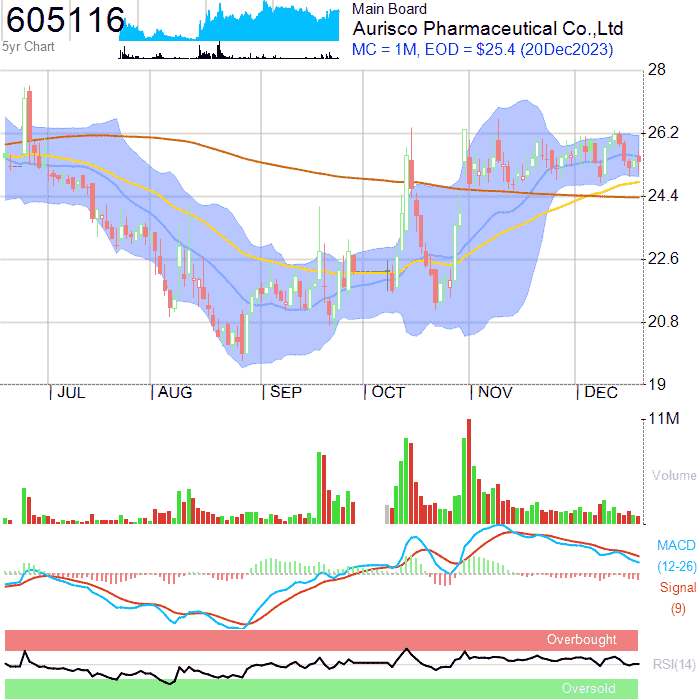 605116
5yr Chart
Main Board
Aurisco Pharmaceutical Co.,Ltd
MC = 1M, EOD = $25.4 (20Dec2023)
28
26.2
24.4
22.6
20.8
19
JUL
AUG
SEP
OCT
NOV
DEC
11M
Volume
MACD
(12-26)
Signal
(9)
Overbought
RSI(14)
Oversold